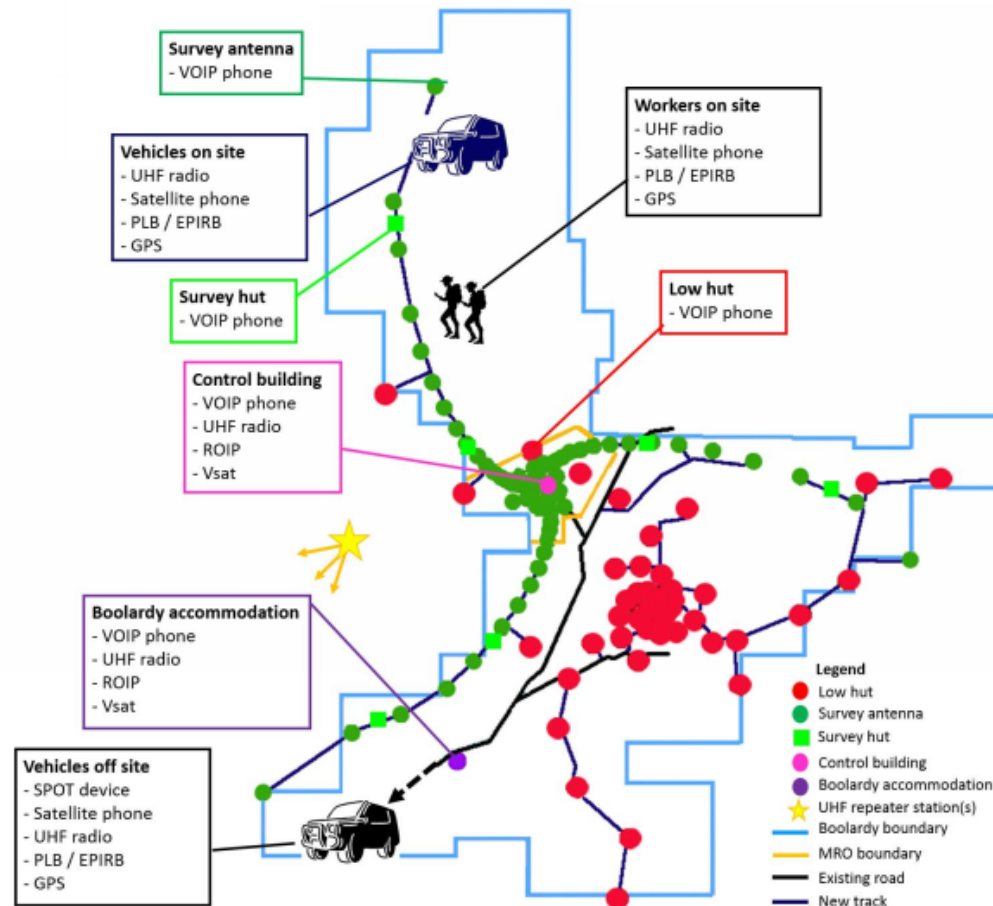 Survey antenna
- VOIP phone
Vehicles on site
- UHF radio
- Satellite phone
- PLB / EPIRB
- GPS
Workers on site
- UHF radio
- Satellite phone
- PLB / EPIRB
- GPS
Survey hut
- VOIP phone
Low hut
- VOIP phone
Control building
- VOIP phone
- UHF radio
- ROIP
- Vsat
Boolardy accommodation
- VOIP phone
- UHF radio
- ROIP
- Vsat
Vehicles off site
- SPOT device
- Satellite phone
- UHF radio
- PLB / EPIRB
- GPS
Legend
Low hut
Survey antenna
Survey hut
Control building
Boolardy accommodation
UHF repeater station(s)
Boolardy boundary
MRO boundary
Existing road
New track